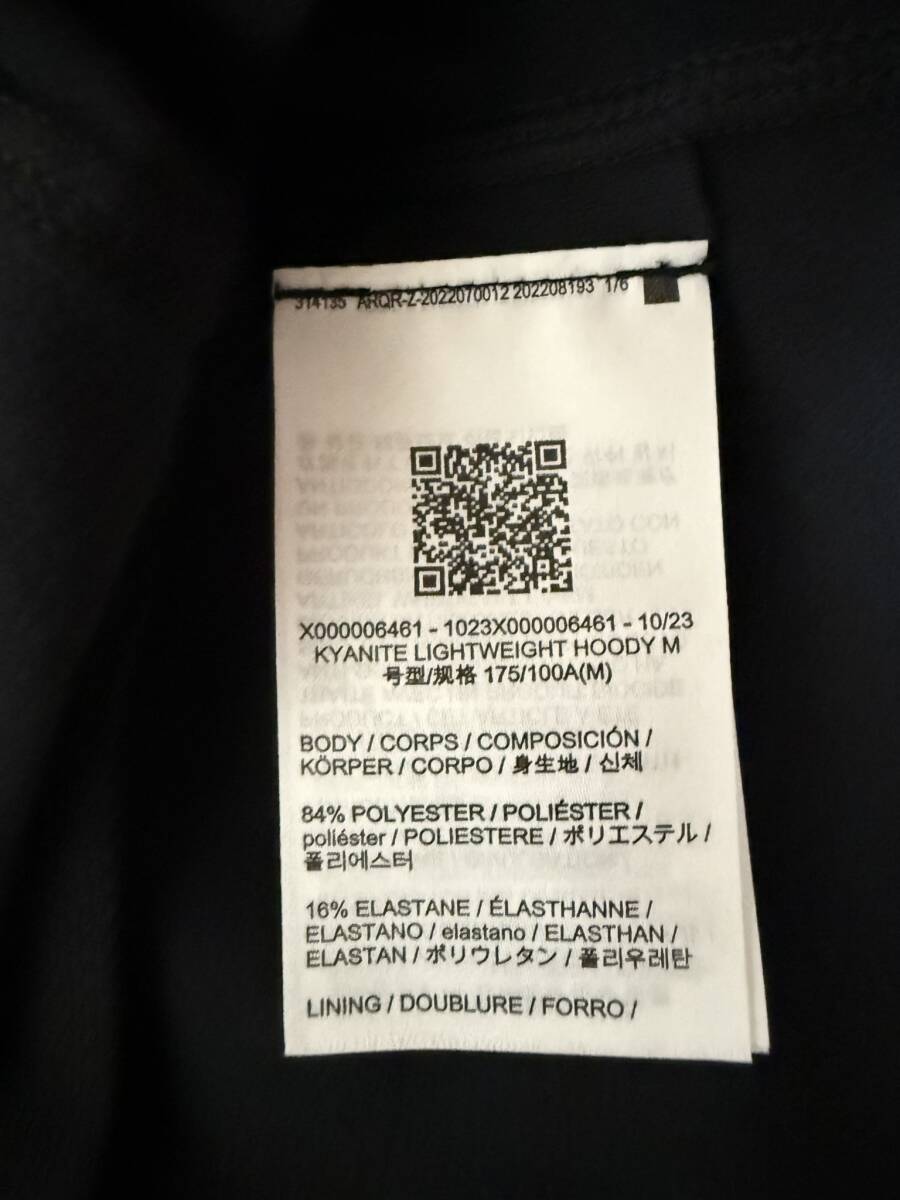 314135 ARQR-Z-2022070012 202208193 1/6
X000006461 - 1023X000006461 - 10/23
KYANITE LIGHTWEIGHT HOODY M
号型/规格 175/100A(M)
BODY / CORPS / COMPOSICIÓN /
KÖRPER / CORPO / 身生地 / 신체
84% POLYESTER / POLIÉSTER /
poliéster / POLIESTERE / ポリエステル /
폴리에스터
16% ELASTANE / ÉLASTHANNE /
ELASTANO / elastano / ELASTHAN /
ELASTAN / ポリウレタン / 폴리우레탄
LINING / DOUBLURE / FORRO /